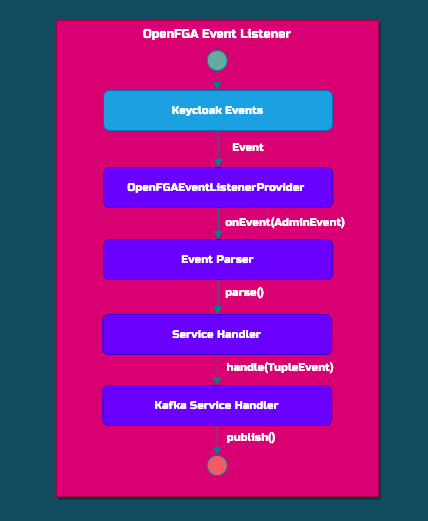 OpenFGA Event Listener
Keycloak Events
Event
OpenFGAEventListenerProvider
onEvent(AdminEvent)
Event Parser
parse()
Service Handler
handle(TupleEvent)
Kafka Service Handler
publish()